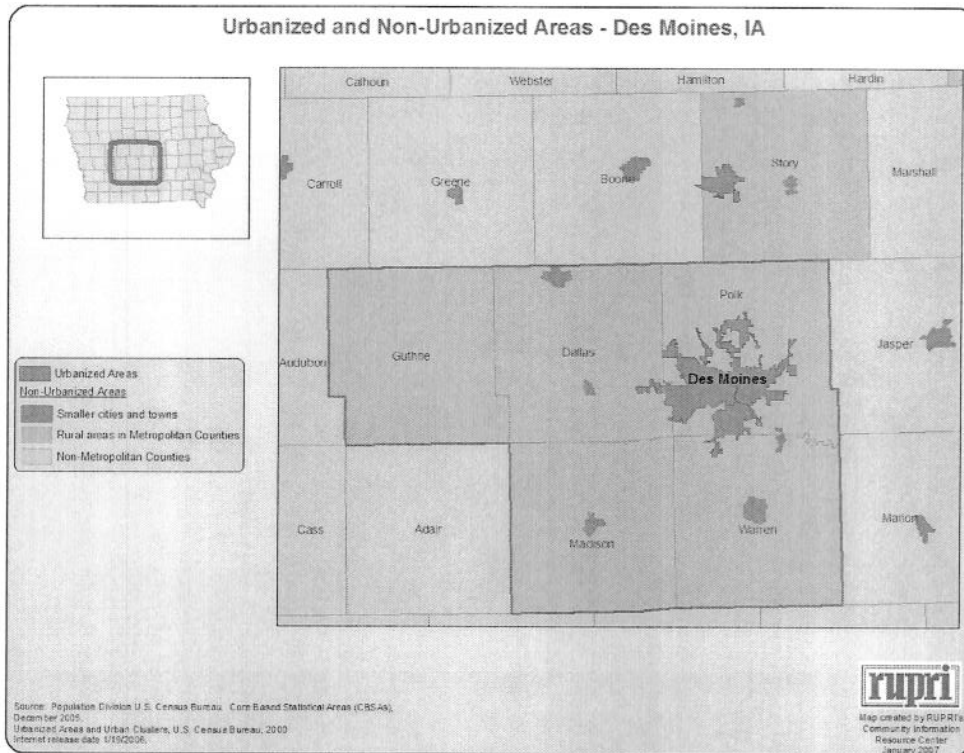 Urbanized and Non-Urbanized Areas - Des Moines, IA
Calhoun
Webster
Hamilton
Hardin
Carroll
Greene
Boone
Story
Marshall
Audubon
Guthrie
Dallas
Polk
Des Moines
Jasper
Cass
Adair
Madison
Warren
Marion
Urbanized Areas
Non-Urbanized Areas
Smaller cities and towns
Rural areas in Metropolitan Counties
Non-Metropolitan Counties
Source: Population Division U.S. Census Bureau. Core Based Statistical Areas (CBSAs),
December 2005.
Urbanized Areas and Urban Clusters, U.S. Census Bureau, 2000
Internet release date 1/19/2006.
rupri
Map created by RUPRI's
Community Information
Resource Center
January 2007